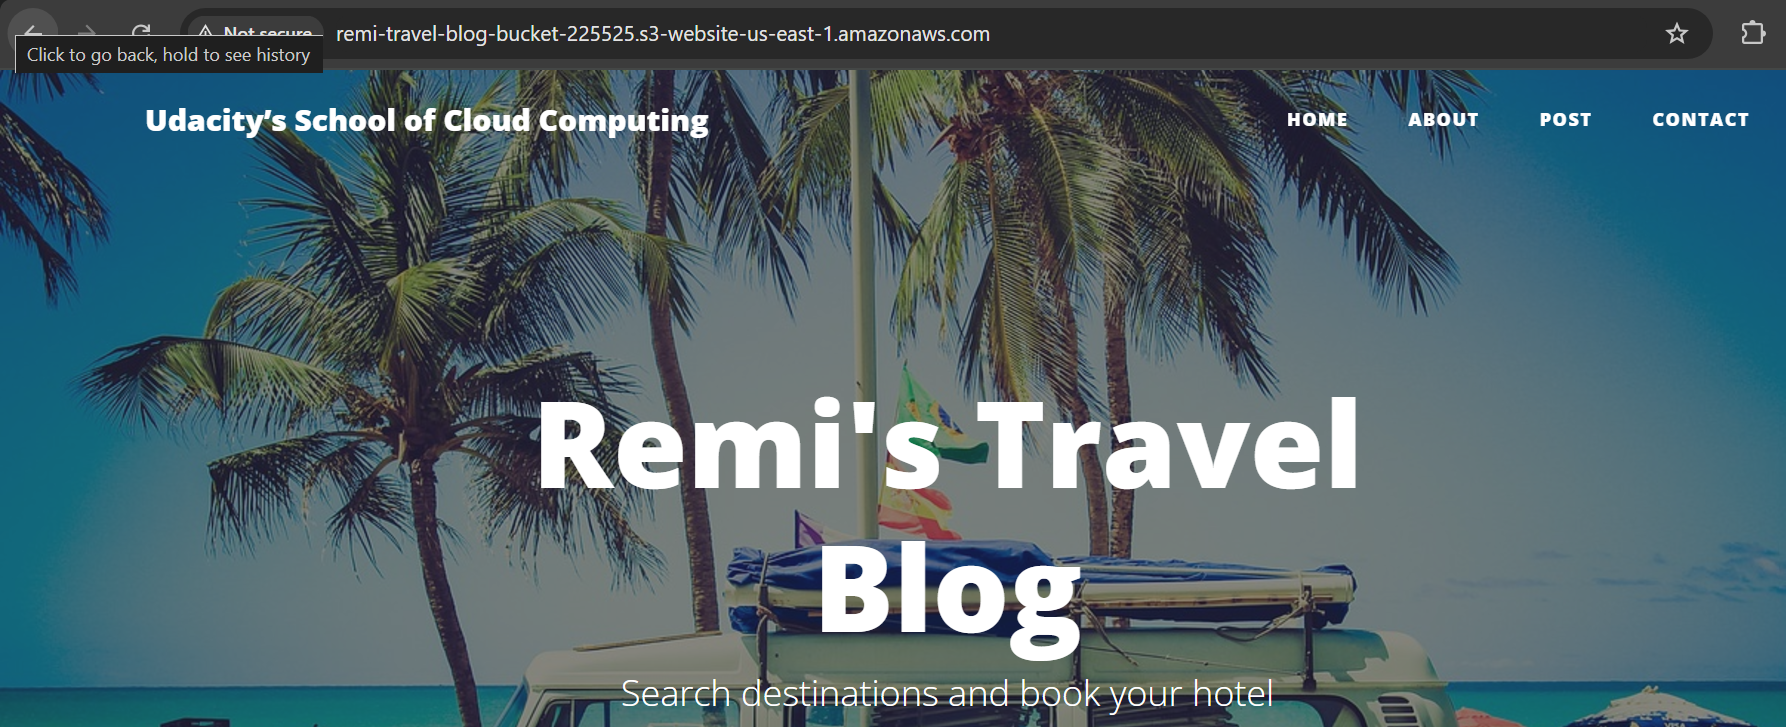 Not secure
remi-travel-blog-bucket-225525.s3-website-us-east-1.amazonaws.com
Click to go back, hold to see history
Udacity’s School of Cloud Computing
HOME ABOUT POST CONTACT
Remi's Travel
Blog
Search destinations and book your hotel
VISA